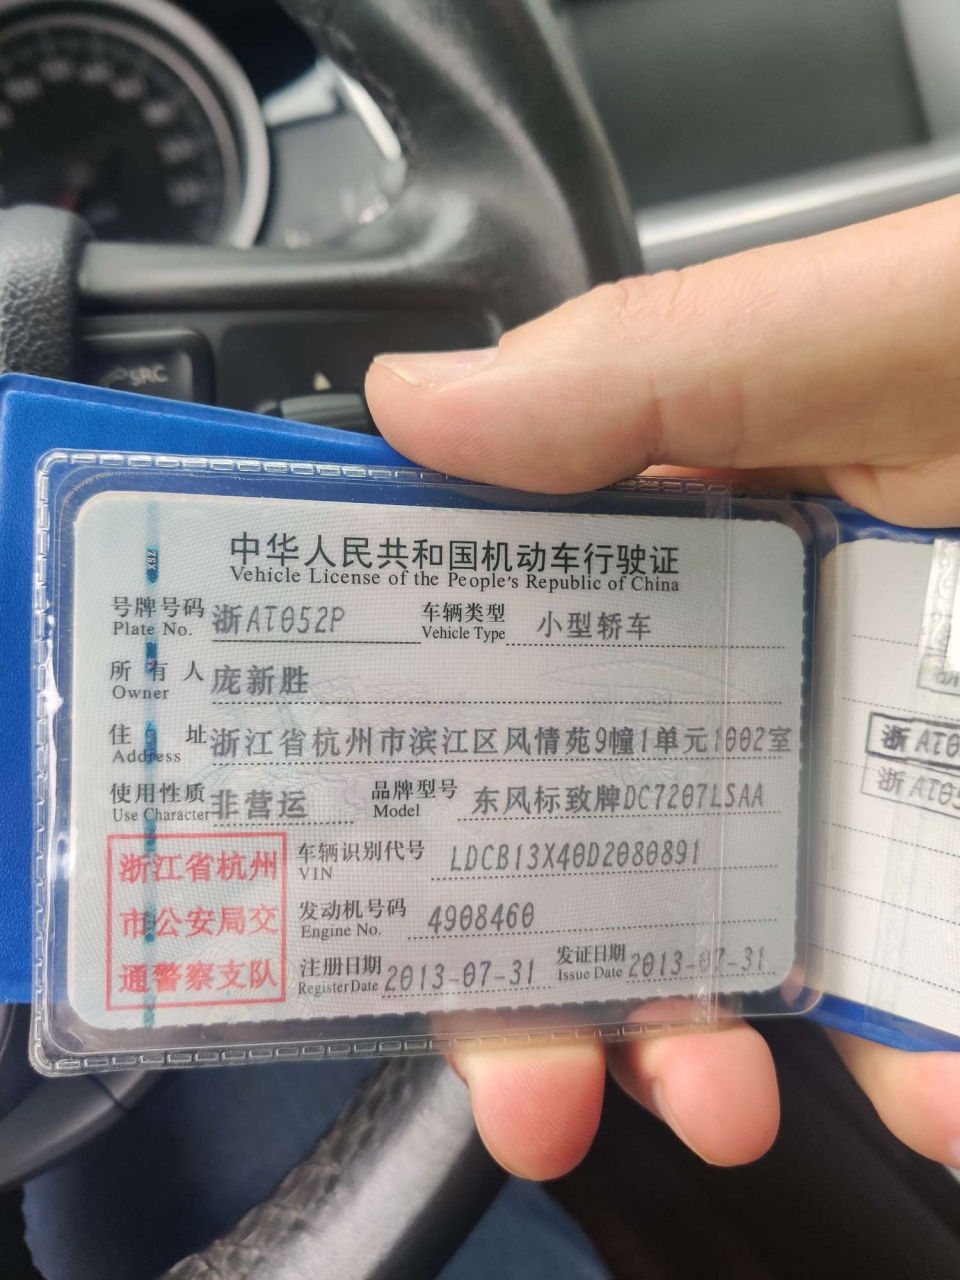 SRC
中华人民共和国机动车行驶证
Vehicle License of the People's Republic of China
号牌号码 浙AT052P 车辆类型 小型轿车
Plate No. Vehicle Type
所有人 庞新胜
Owner
住址 浙江省杭州市滨江区风情苑9幢1单元1002室
Address
使用性质 非营运 品牌型号 东风标致牌DC7207LSAA
Use Character Model
浙江省杭州
市公安局交
通警察支队
车辆识别代号 LDCB13X40D2080891
VIN
发动机号码 4908460
Engine No.
注册日期 2013-07-31 发证日期 2013-07-31
Register Date Issue Date
浙AT0
浙AT05